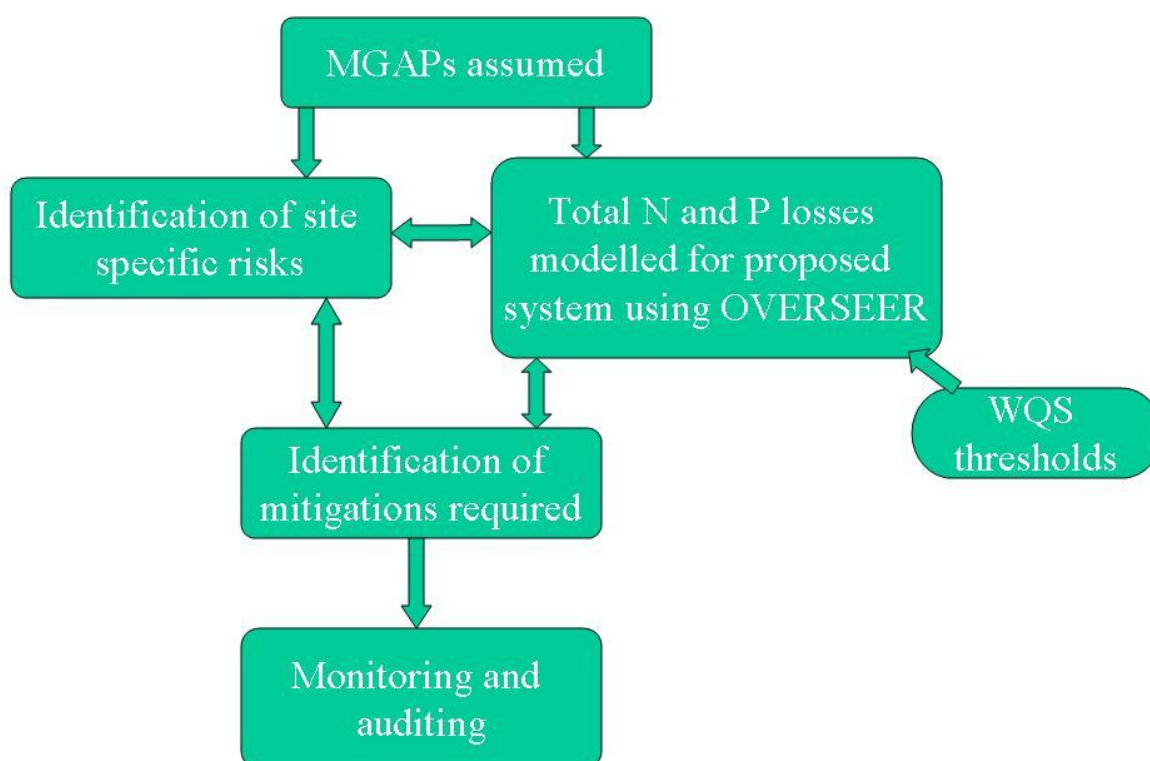 MGAPs assumed
Identification of site
specific risks
Total N and P losses
modelled for proposed
system using OVERSEER
WQS
thresholds
Identification of
mitigations required
Monitoring and
auditing